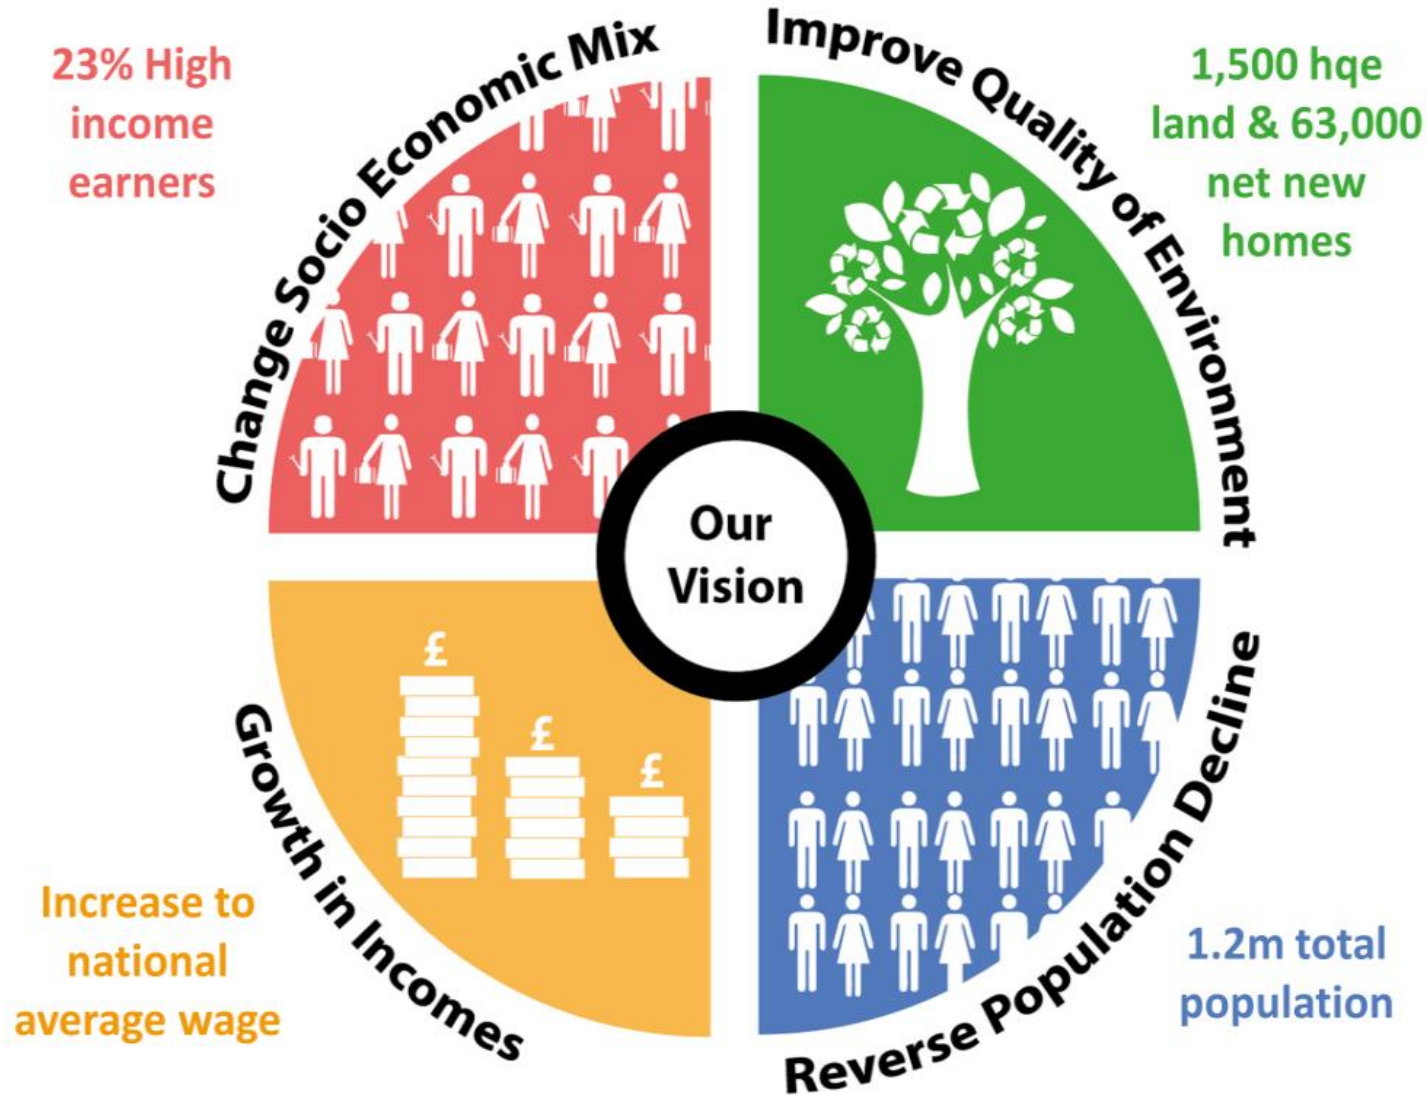 Change Socio Economic Mix
23% High
income
earners
Improve Quality of Environment
1,500 hqe
land & 63,000
net new
homes
Our
Vision
£
£
£
Growth in Incomes
Increase to
national
average wage
Reverse Population Decline
1.2m total
population